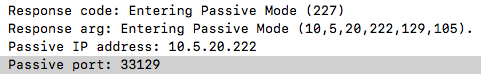 Response code: Entering Passive Mode (227)
Response arg: Entering Passive Mode (10,5,20,222,129,105).
Passive IP address: 10.5.20.222
Passive port: 33129